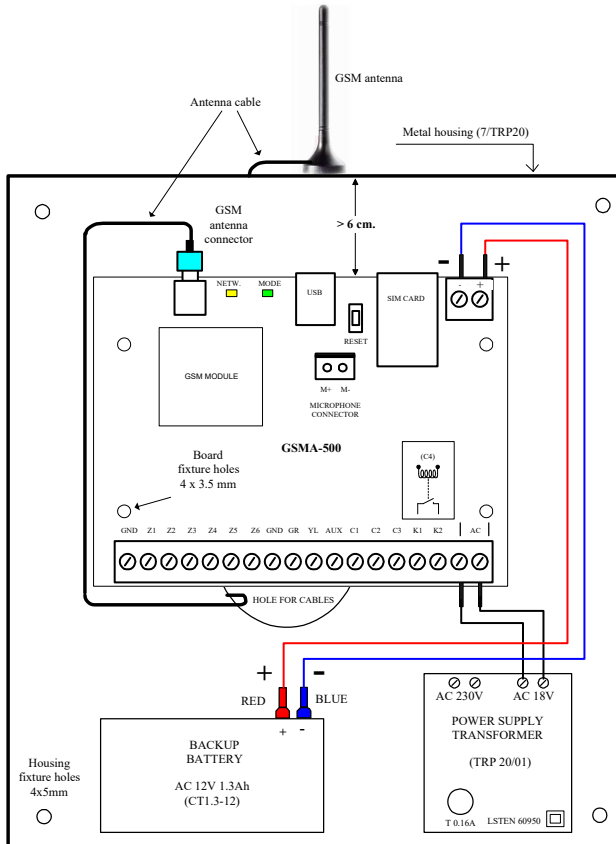 GSM antenna
Antenna cable
Metal housing (7/TRP20)
GSM
antenna
connector
> 6 cm.
- +
NETW. MODE
USB
SIM CARD
- +
RESET
GSM MODULE
M+ M-
MICROPHONE
CONNECTOR
GSMA-500
(C4)
Board
fixture holes
4 x 3.5 mm
GND Z1 Z2 Z3 Z4 Z5 Z6 GND GR YL AUX C1 C2 C3 K1 K2 | AC |
HOLE FOR CABLES
+ -
RED BLUE
+ -
AC 230V AC 18V
POWER SUPPLY
TRANSFORMER
(TRP 20/01)
T 0.16A LSTEN 60950
BACKUP
BATTERY
AC 12V 1.3Ah
(CT1.3-12)
Housing
fixture holes
4x5mm